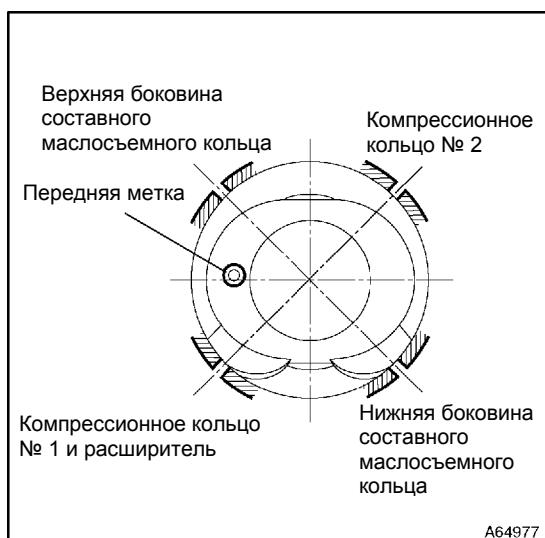 Верхняя боковина
составного
маслосъемного кольца
Компрессионное
кольцо № 2
Передняя метка
Компрессионное кольцо
№ 1 и расширитель
Нижняя боковина
составного
маслосъемного
кольца
A64977